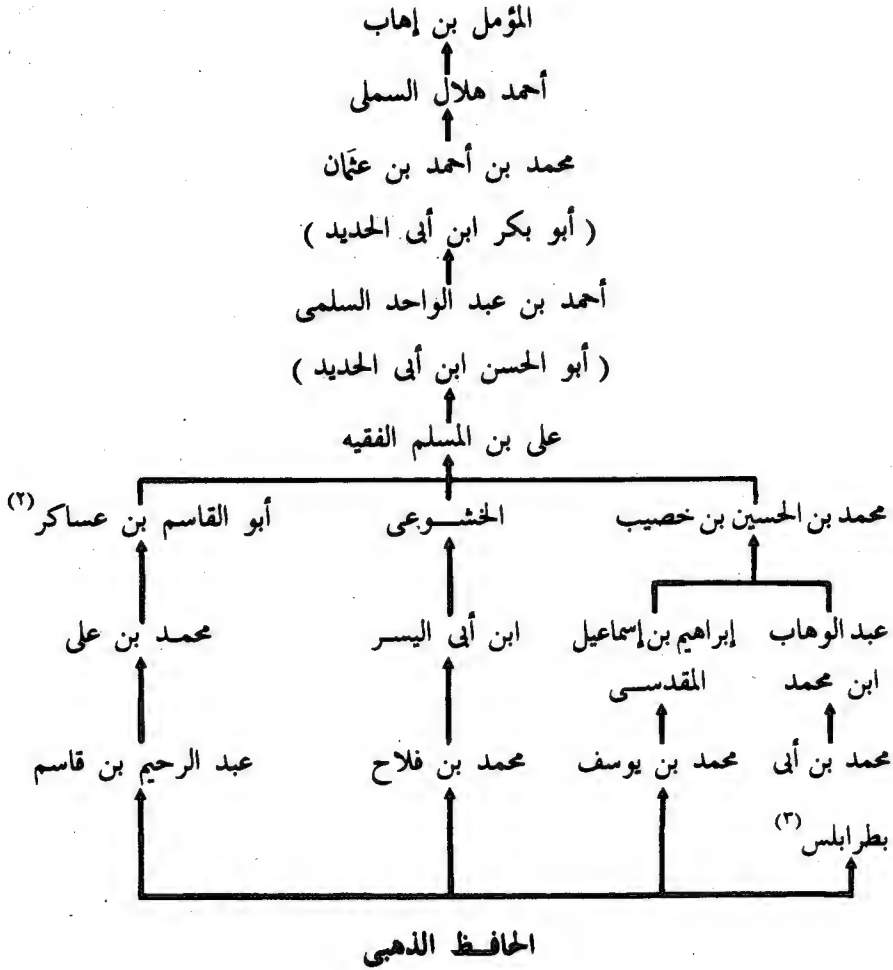 المؤمل بن إهاب
أحمد هلال السملى
محمد بن أحمد بن عثمان
( أبو بكر ابن أبى الحديد )
أحمد بن عبد الواحد السلمى
( أبو الحسن ابن أبى الحديد )
على بن المسلم الفقيه
محمد بن الحسين بن خصيب الخشوعى أبو القاسم بن عساكر (٢)
عبد الوهاب إبراهيم بن إسماعيل ابن أبى اليسر محمد بن على
ابن محمد المقدسى
محمد بن أبى محمد بن يوسف محمد بن فلاح عبد الرحيم بن قاسم
بطرابلس (٣)
الحافظ الذهبى